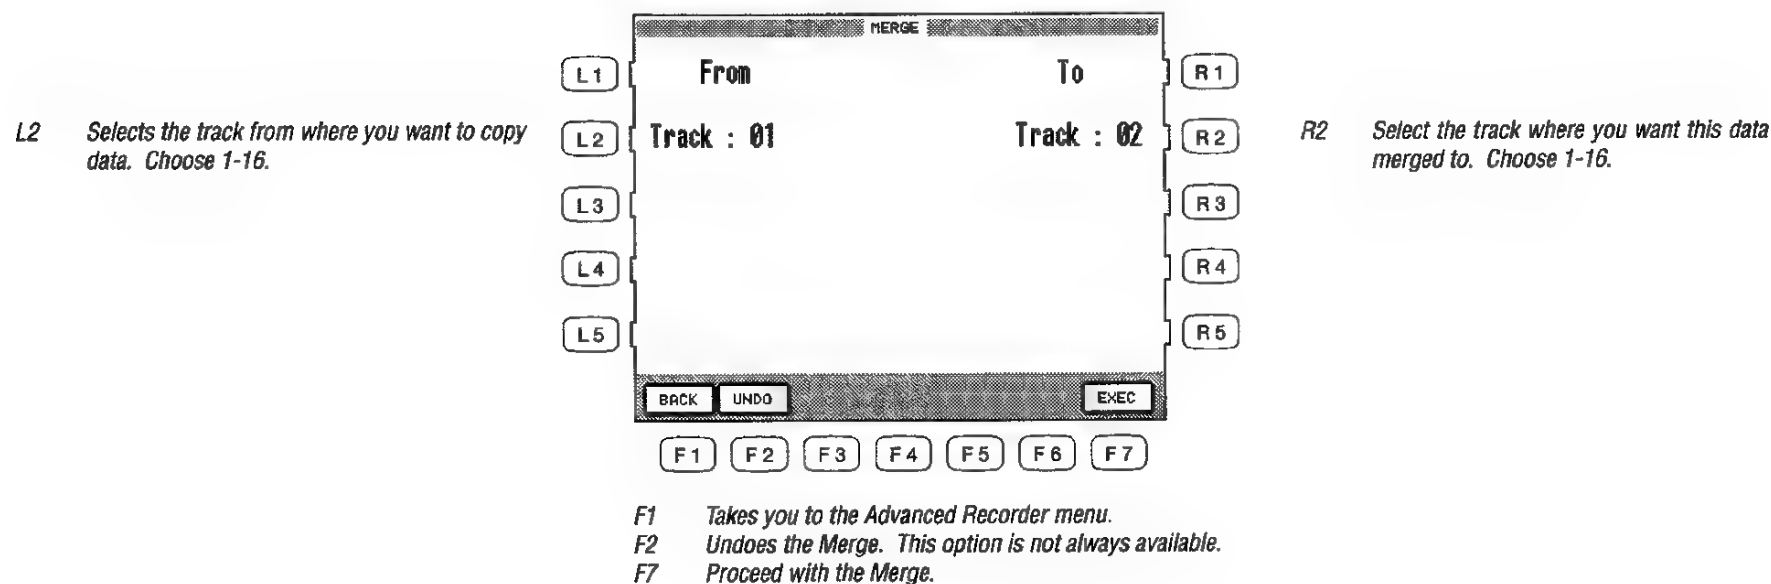 MERGE
L1 From To R1
L2 Selects the track from where you want to copy data. Choose 1-16.
L2 Track : 01 Track : 02 R2
R2 Select the track where you want this data merged to. Choose 1-16.
L3 R3
L4 R4
L5 R5
BACK UNDO EXEC
F1 F2 F3 F4 F5 F6 F7
F1 Takes you to the Advanced Recorder menu.
F2 Undoes the Merge. This option is not always available.
F7 Proceed with the Merge.